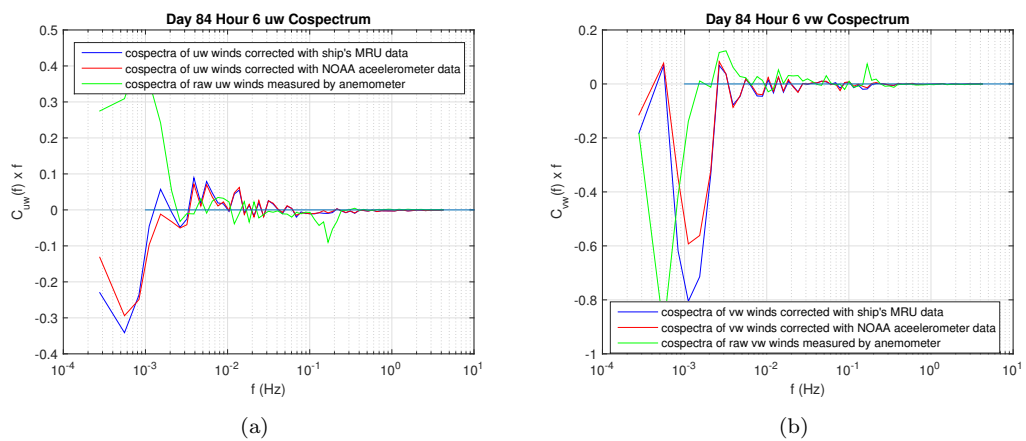 Day 84 Hour 6 uw Cospectrum
0.5
0.4
0.3
0.2
0.1
0
-0.1
-0.2
-0.3
-0.4
C_uw(f) x f
cospectra of uw winds corrected with ship's MRU data
cospectra of uw winds corrected with NOAA aceelerometer data
cospectra of raw uw winds measured by anemometer
10^-4 10^-3 10^-2 10^-1 10^0 10^1
f (Hz)
(a)
Day 84 Hour 6 vw Cospectrum
0.2
0
-0.2
-0.4
-0.6
-0.8
-1
C_vw(f) x f
cospectra of vw winds corrected with ship's MRU data
cospectra of vw winds corrected with NOAA aceelerometer data
cospectra of raw vw winds measured by anemometer
10^-4 10^-3 10^-2 10^-1 10^0 10^1
f (Hz)
(b)